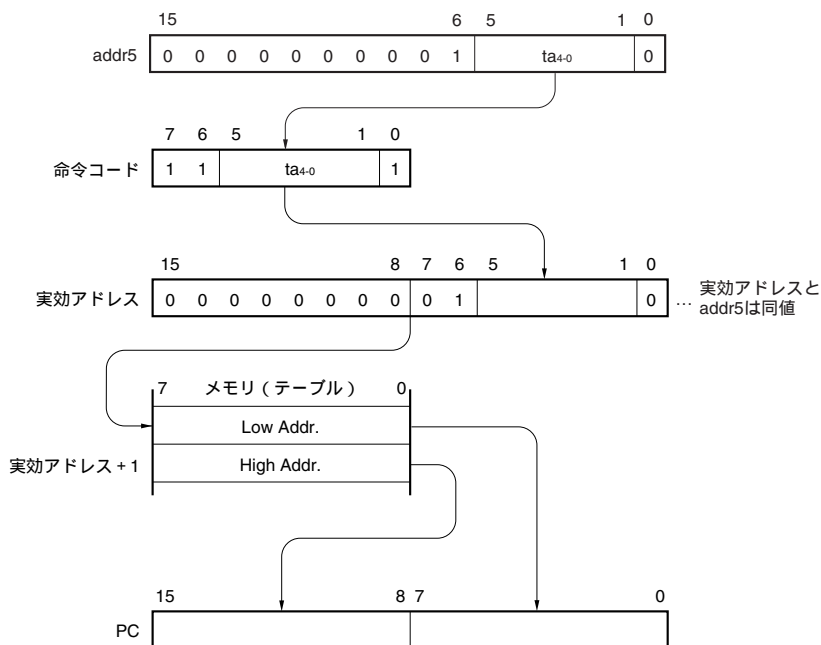 15 6 5 1 0
addr5 0 0 0 0 0 0 0 0 0 1 ta4-0 0
7 6 5 1 0
命令コード 1 1 ta4-0 1
15 8 7 6 5 1 0
実効アドレス 0 0 0 0 0 0 0 0 0 1 0 … 実効アドレスと
addr5は同値
7 メモリ（テーブル） 0
Low Addr.
実効アドレス+1 High Addr.
15 8 7 0
PC